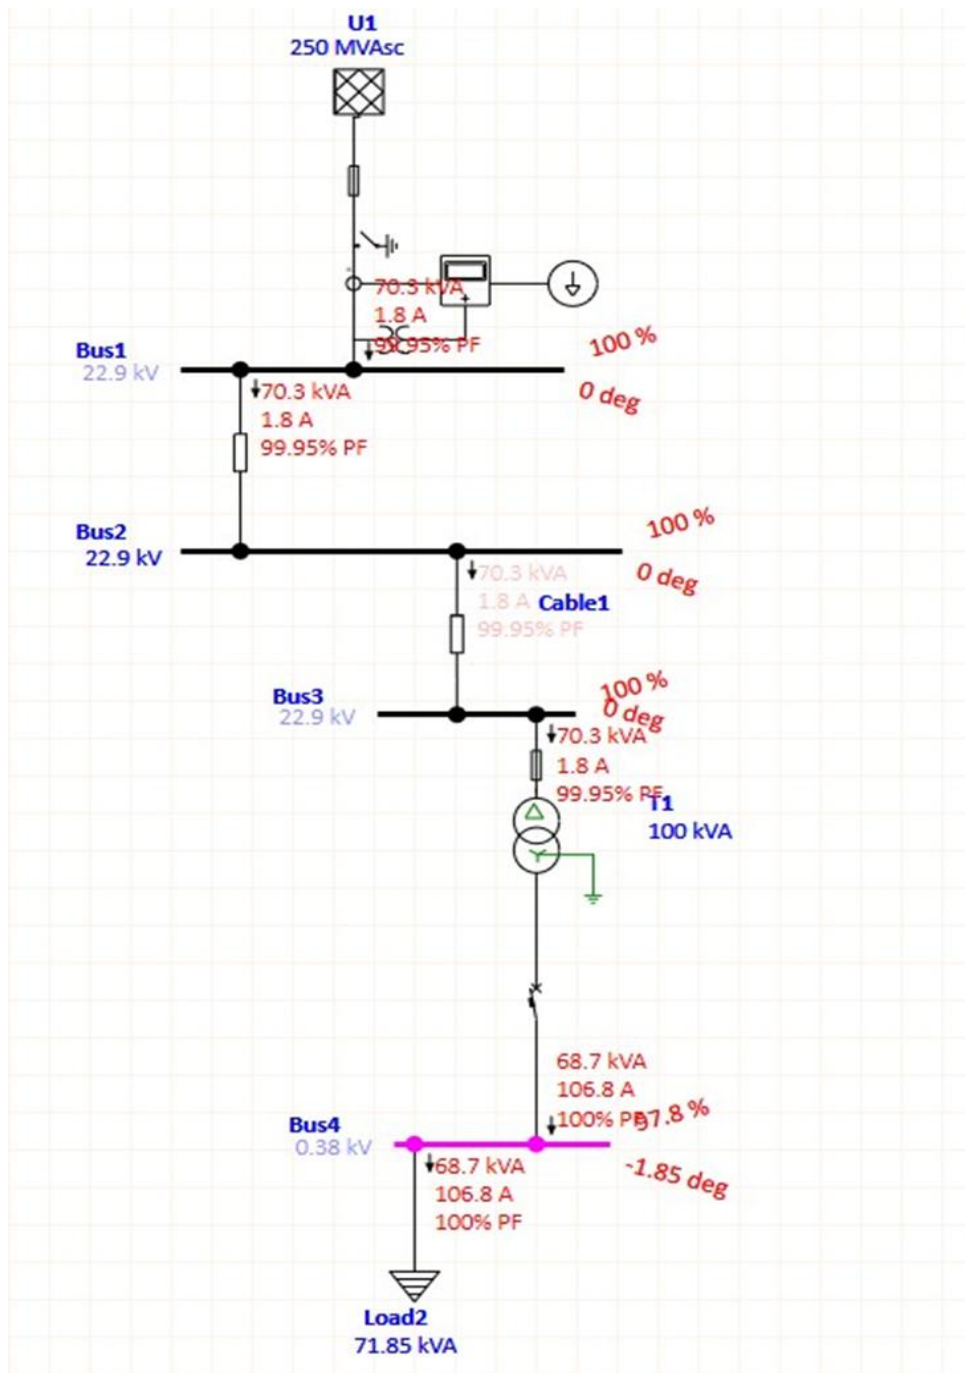 U1
250 MVAsc
70.3 kVA
1.8 A
99.95% PF
100 %
0 deg
Bus1
22.9 kV
70.3 kVA
1.8 A
99.95% PF
Bus2
22.9 kV
100 %
0 deg
70.3 kVA
1.8 A
99.95% PF
Cable1
Bus3
22.9 kV
100 %
0 deg
70.3 kVA
1.8 A
99.95% PF
T1
100 kVA
68.7 kVA
106.8 A
100% PF
97.8 %
-1.85 deg
Bus4
0.38 kV
68.7 kVA
106.8 A
100% PF
Load2
71.85 kVA